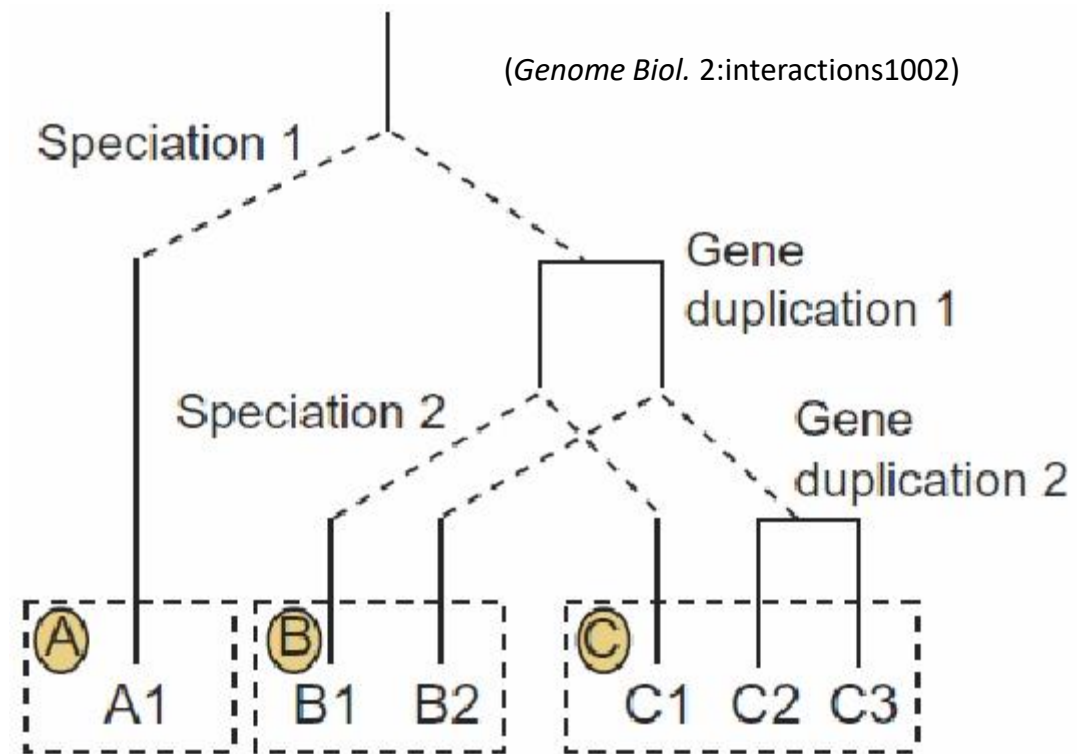 (Genome Biol. 2:interactions1002)
Speciation 1
Gene
duplication 1
Speciation 2
Gene
duplication 2
A
B
C
A1
B1 B2
C1 C2 C3